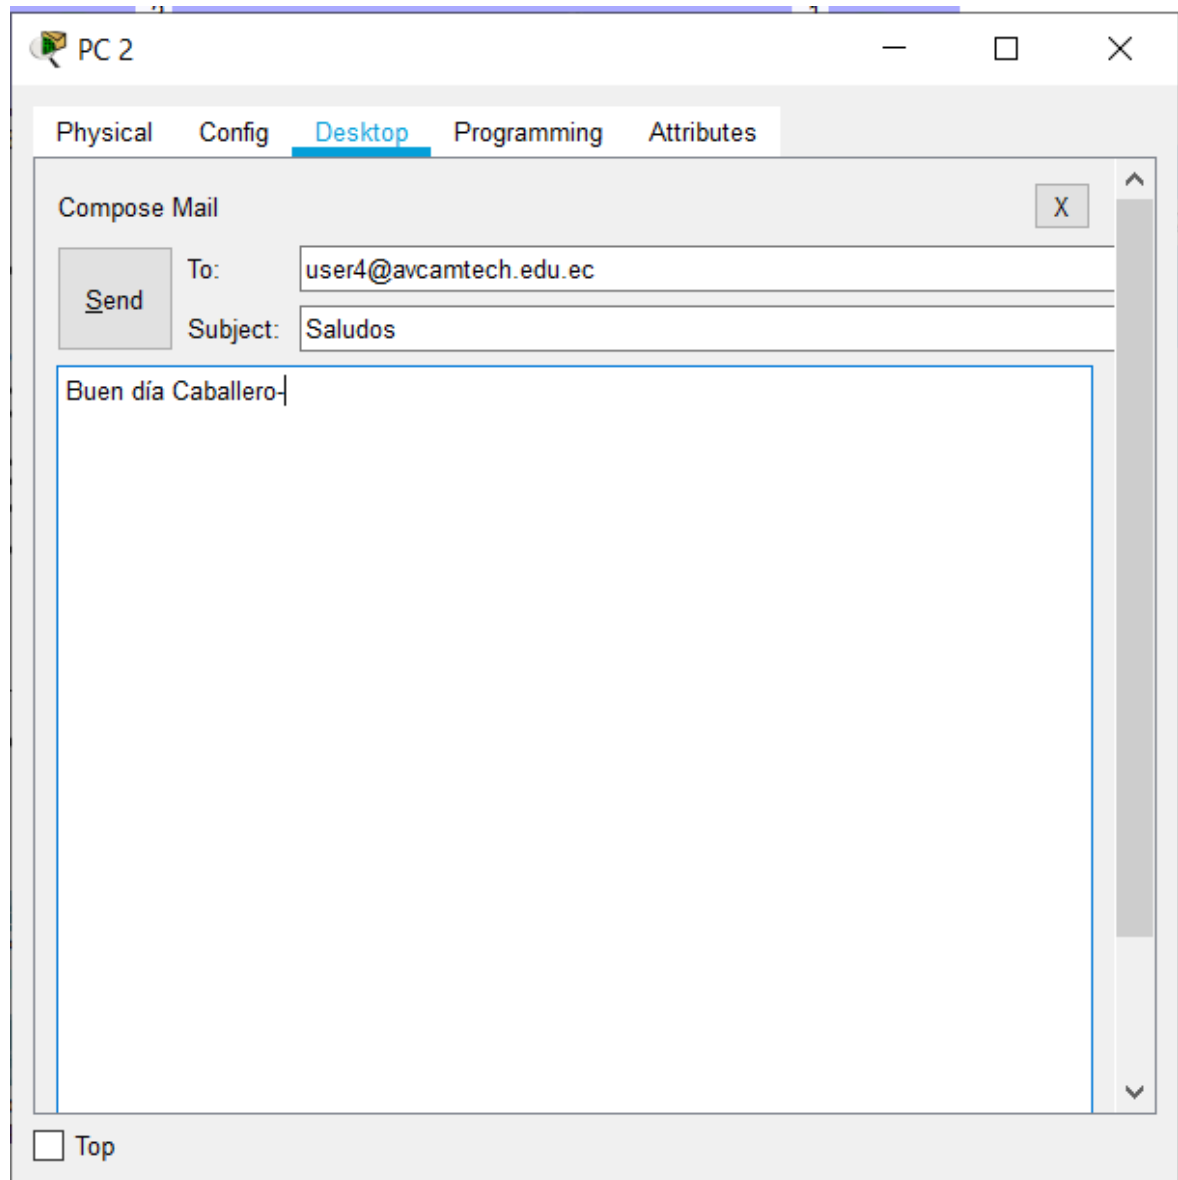 PC 2
Physical Config Desktop Programming Attributes
Compose Mail
X
Send
To: user4@avcamtech.edu.ec
Subject: Saludos
Buen día Caballero-
Top